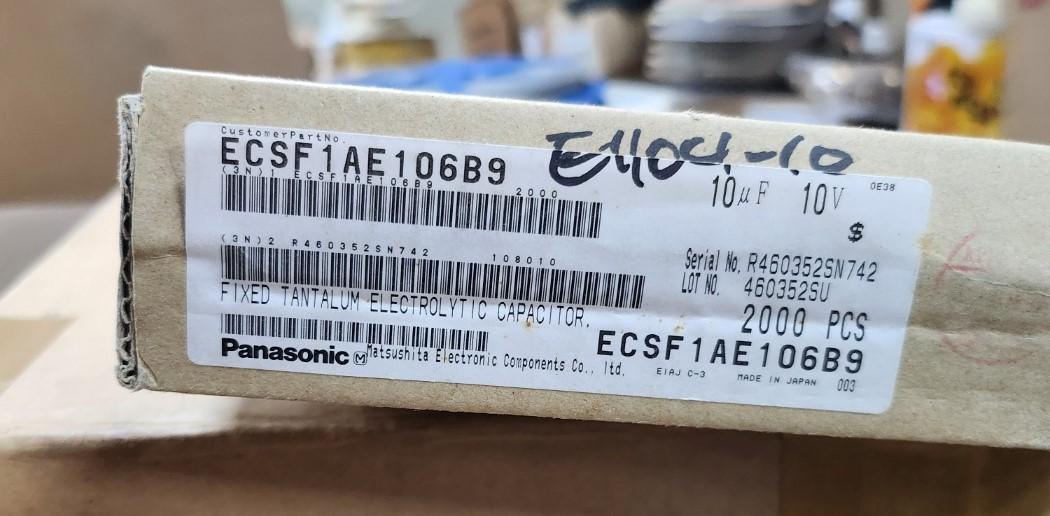 CustomerPartNo.
ECSF1AE106B9
(3N)1 ECSF1AE106B9 2000
10μF 10V
0E38
$
(3N)2 R460352SN742 108010
Serial No. R460352SN742
LOT NO. 460352SU
FIXED TANTALUM ELECTROLYTIC CAPACITOR.
2000 PCS
ECSF1AE106B9
Panasonic M Matsushita Electronic Components Co., ltd.
EIAJ C-3 MADE IN JAPAN 003